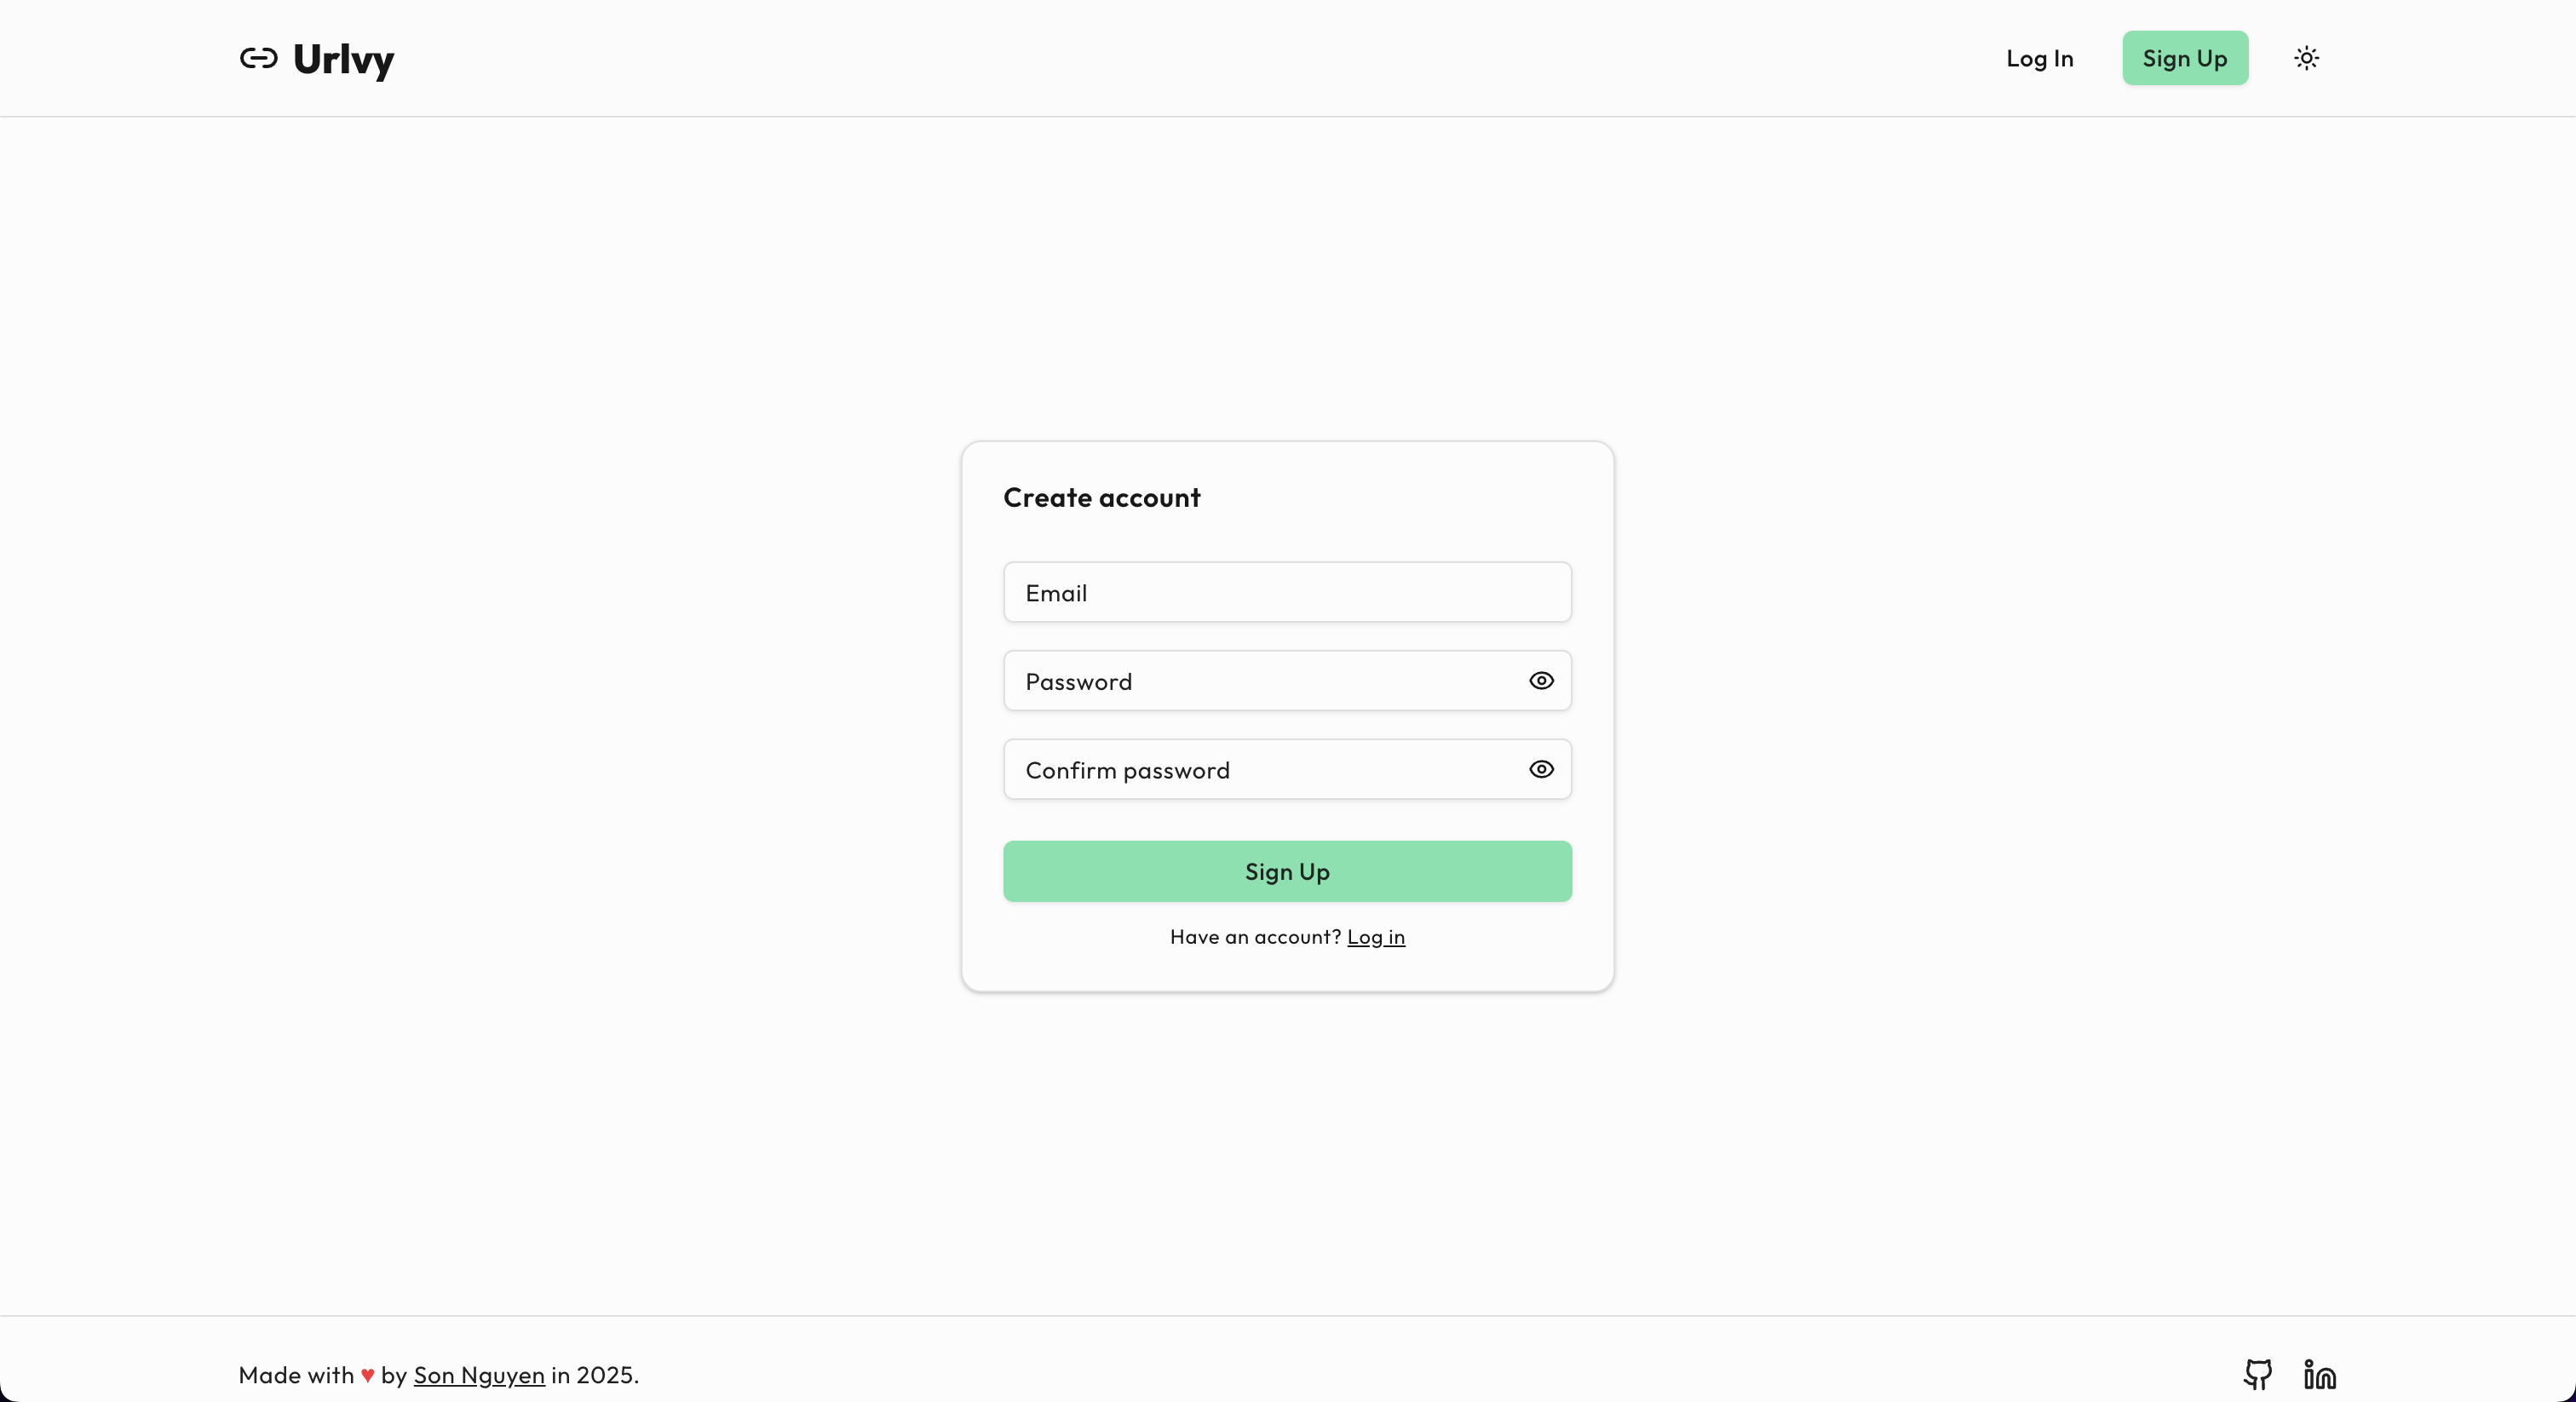 Urlvy
Log In
Sign Up
Create account
Email
Password
Confirm password
Sign Up
Have an account? Log in
Made with ♥ by Son Nguyen in 2025.